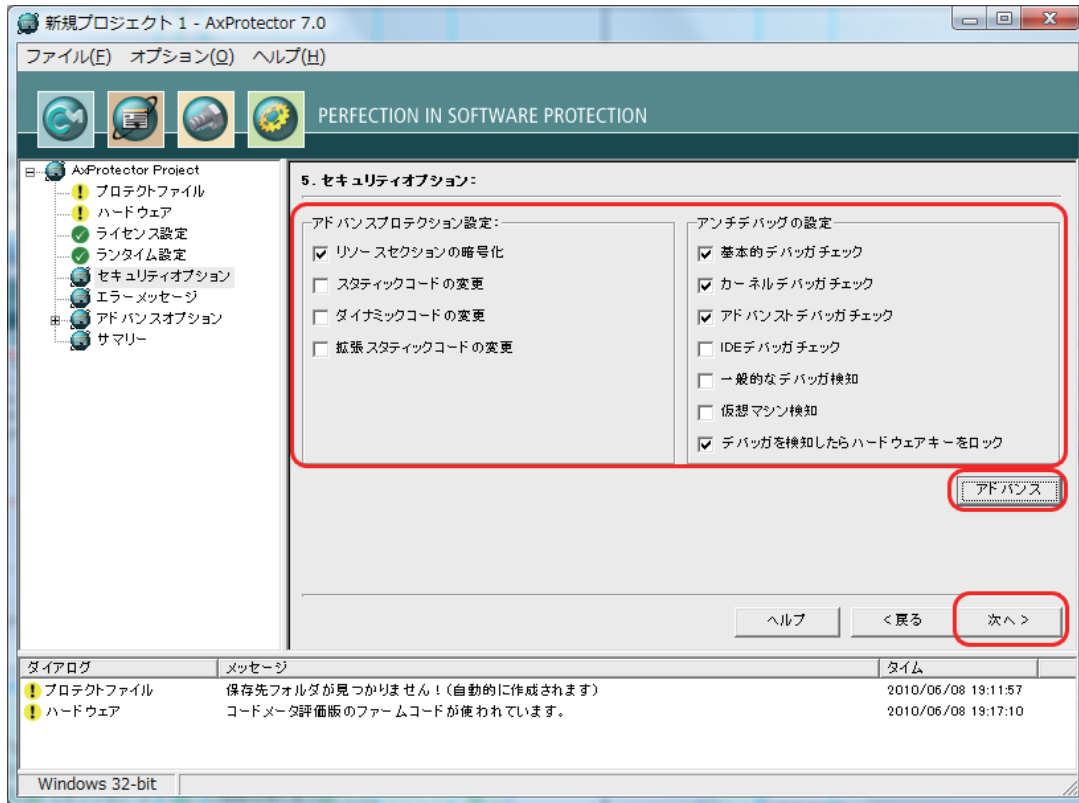 新規プロジェクト 1 - AxProtector 7.0
ファイル(F) オプション(O) ヘルプ(H)
PERFECTION IN SOFTWARE PROTECTION
AxProtector Project
プロテクトファイル
ハードウェア
ライセンス設定
ランタイム設定
セキュリティオプション
エラーメッセージ
アドバンスオプション
サマリー
5. セキュリティオプション:
アドバンスプロテクション設定:
リソースセクションの暗号化
スタティックコードの変更
ダイナミックコードの変更
拡張スタティックコードの変更
アンチデバッグの設定
基本的デバッガチェック
カーネルデバッガチェック
アドバンストデバッガチェック
IDEデバッガチェック
一般的なデバッガ検知
仮想マシン検知
デバッガを検知したらハードウェアキーをロック
アドバンス
ヘルプ
<戻る
次へ>
ダイアログ メッセージ タイム
プロテクトファイル 保存先フォルダが見つかりません!(自動的に作成されます) 2010/06/08 19:11:57
ハードウェア コードメータ評価版のファームコードが使われています。 2010/06/08 19:17:10
Windows 32-bit